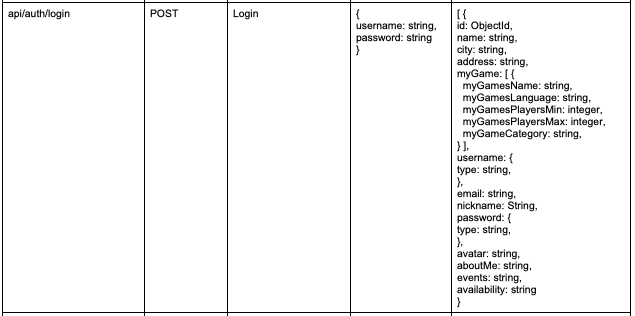 api/auth/login
POST
Login
{
username: string,
password: string
}
[ {
id: ObjectId,
name: string,
city: string,
address: string,
myGame: [ {
myGamesName: string,
myGamesLanguage: string,
myGamesPlayersMin: integer,
myGamesPlayersMax: integer,
myGameCategory: string,
} ],
username: {
type: string,
},
email: string,
nickname: String,
password: {
type: string,
},
avatar: string,
aboutMe: string,
events: string,
availability: string
}